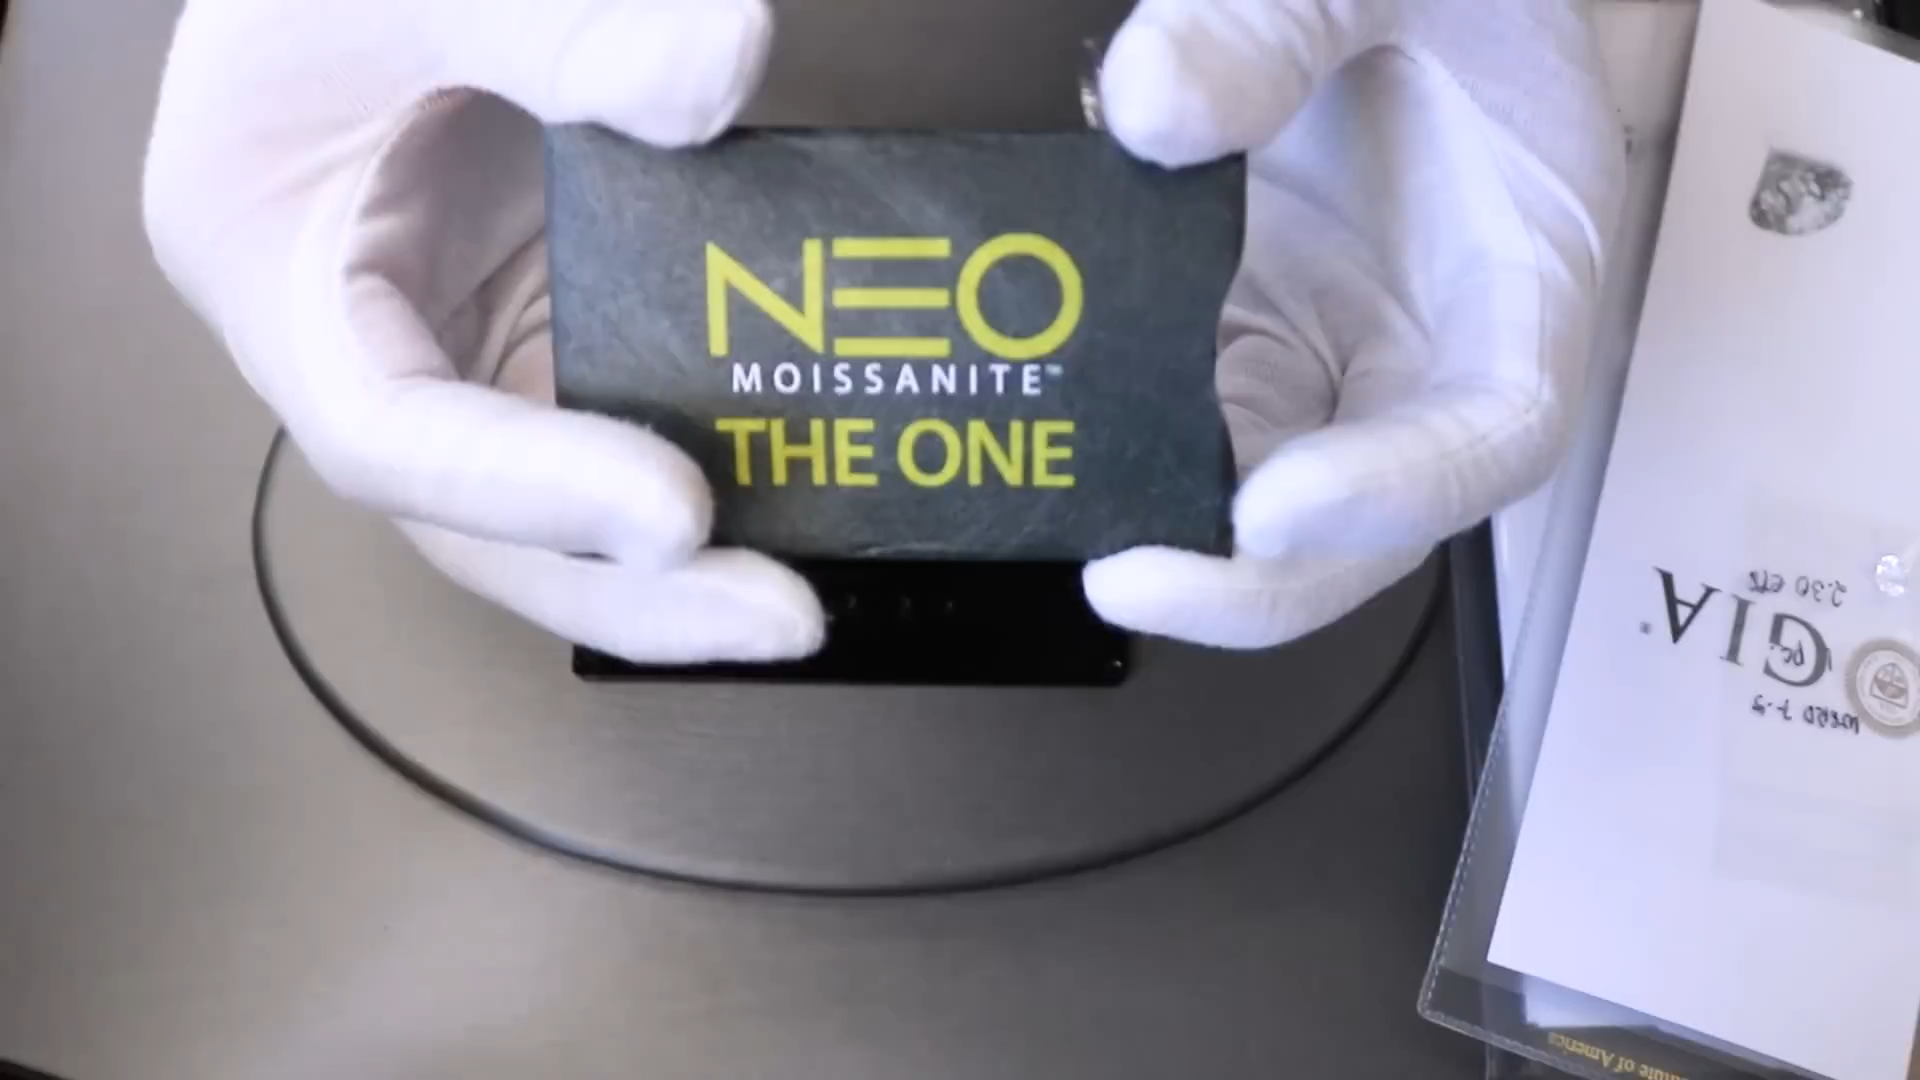 NEO
MOISSANITE™
THE ONE
2.30 cts
GIA®